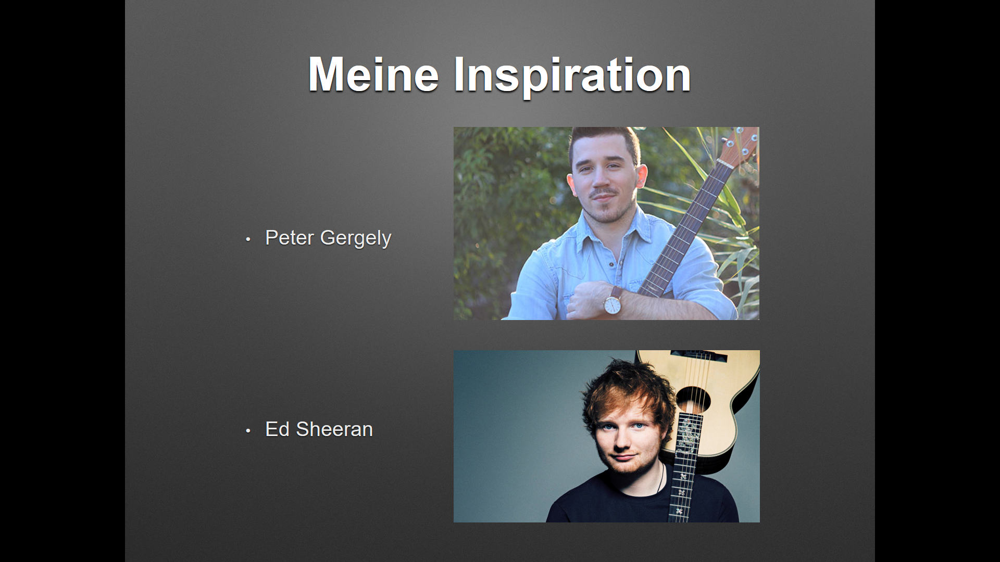 Meine Inspiration
• Peter Gergely
• Ed Sheeran